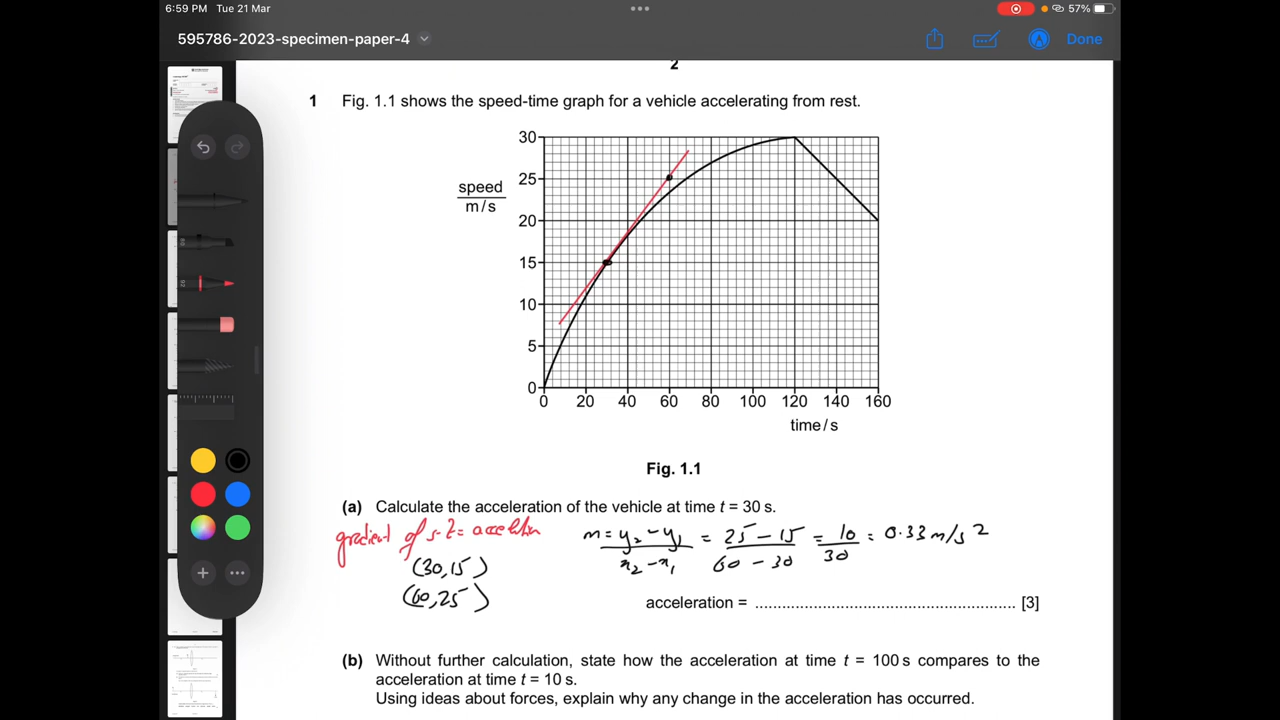 6:59 PM Tue 21 Mar
57%
595786-2023-specimen-paper-4
Done
2
1 Fig. 1.1 shows the speed-time graph for a vehicle accelerating from rest.
30
25
20
15
10
5
0
speed
m/s
0 20 40 60 80 100 120 140 160
time/s
Fig. 1.1
(a) Calculate the acceleration of the vehicle at time t = 30 s.
gradient of s-t =
(30,15)
(60,25)
m = y₂ - y₁ / x₂ - x₁ = 25 - 15 / 60 - 30 = 10 / 30 = 0.33 m/s 2
acceleration = .......................................................... [3]
(b) Without further calculation, state how the acceleration at time t = 100 s compares to the
acceleration at time t = 10 s.
Using ideas about forces, explain why any change in the acceleration has occurred.